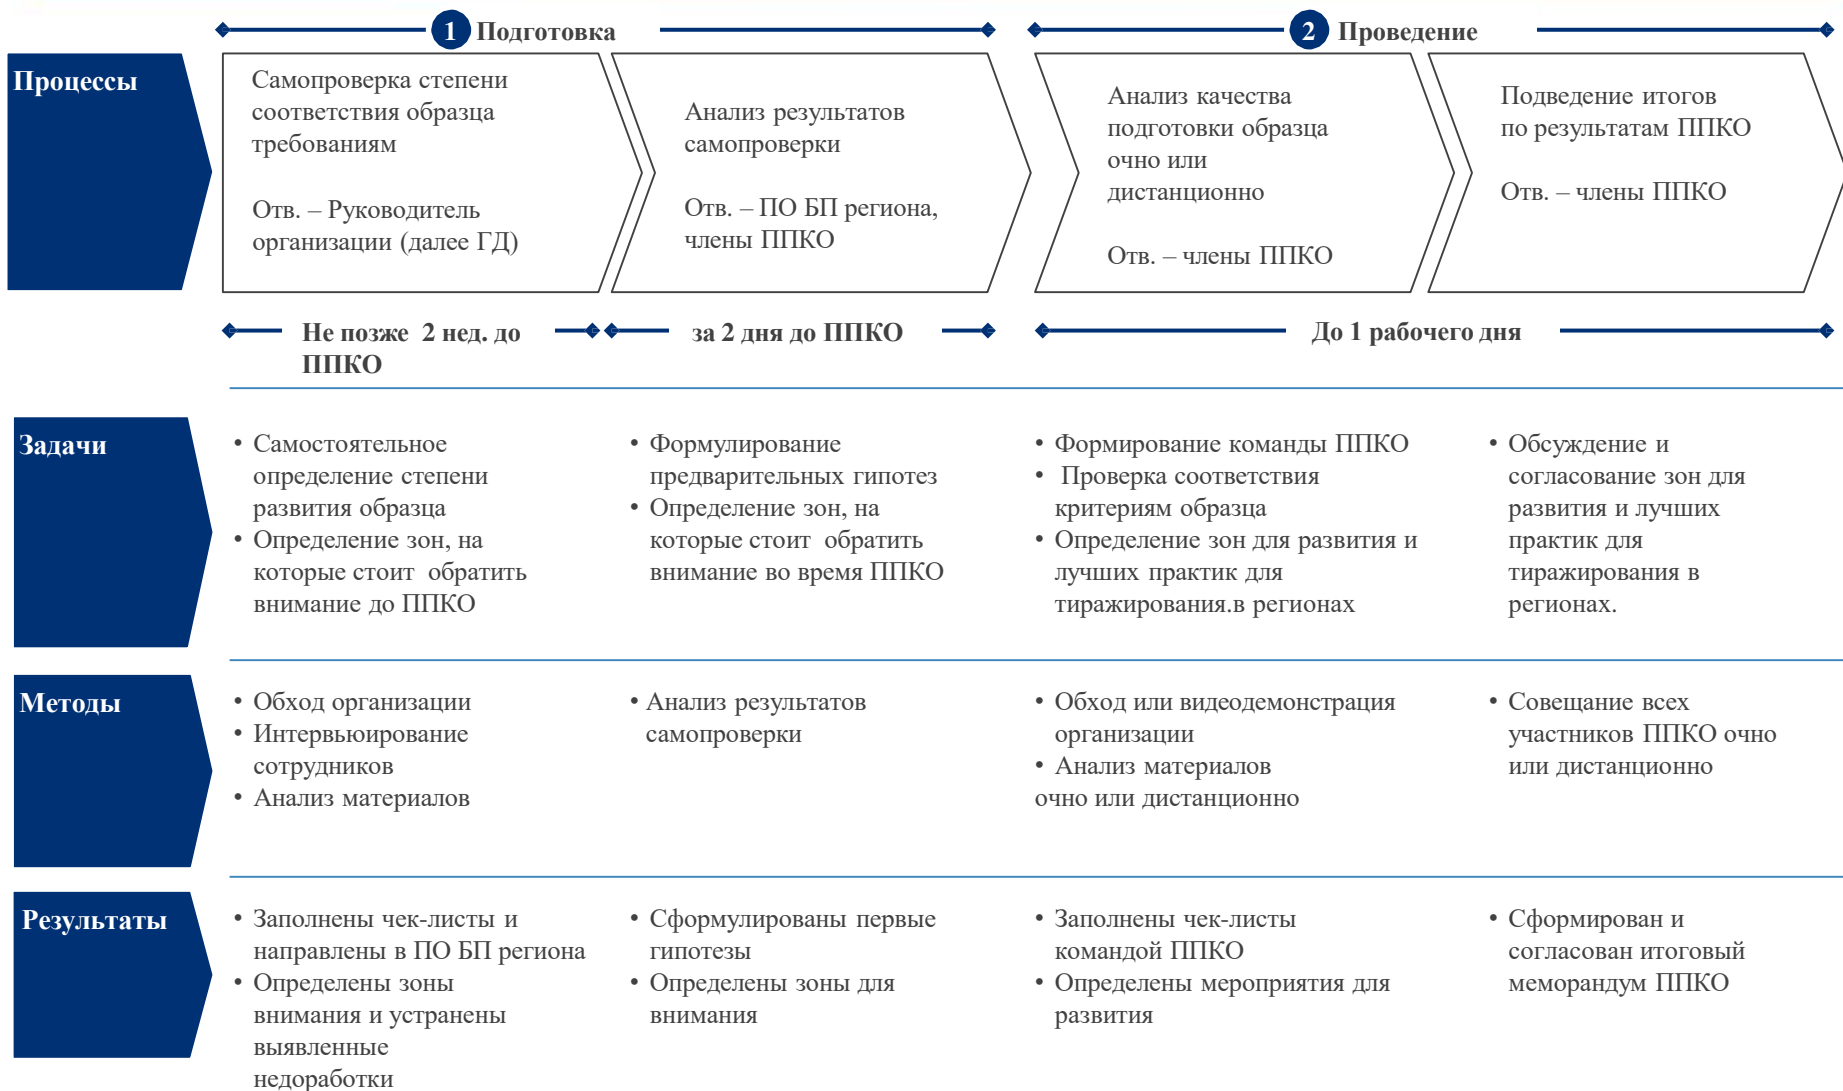 1 Подготовка
2 Проведение
Процессы
Самопроверка степени
соответствия образца
требованиям
Отв. – Руководитель
организации (далее ГД)
Анализ результатов
самопроверки
Отв. – ПО БП региона,
члены ППКО
Анализ качества
подготовки образца
очно или
дистанционно
Отв. – члены ППКО
Подведение итогов
по результатам ППКО
Отв. – члены ППКО
Не позже 2 нед. до
ППКО
за 2 дня до ППКО
До 1 рабочего дня
Задачи
• Самостоятельное
определение степени
развития образца
• Определение зон, на
которые стоит обратить
внимание до ППКО
• Формулирование
предварительных гипотез
• Определение зон, на
которые стоит обратить
внимание во время ППКО
• Формирование команды ППКО
• Проверка соответствия
критериям образца
• Определение зон для развития и
лучших практик для
тиражирования.в регионах
• Обсуждение и
согласование зон для
развития и лучших
практик для
тиражирования в
регионах.
Методы
• Обход организации
• Интервьюирование
сотрудников
• Анализ материалов
• Анализ результатов
самопроверки
• Обход или видеодемонстрация
организации
• Анализ материалов
очно или дистанционно
• Совещание всех
участников ППКО очно
или дистанционно
Результаты
• Заполнены чек-листы и
направлены в ПО БП региона
• Определены зоны
внимания и устранены
выявленные
недоработки
• Сформулированы первые
гипотезы
• Определены зоны для
внимания
• Заполнены чек-листы
командой ППКО
• Определены мероприятия для
развития
• Сформирован и
согласован итоговый
меморандум ППКО